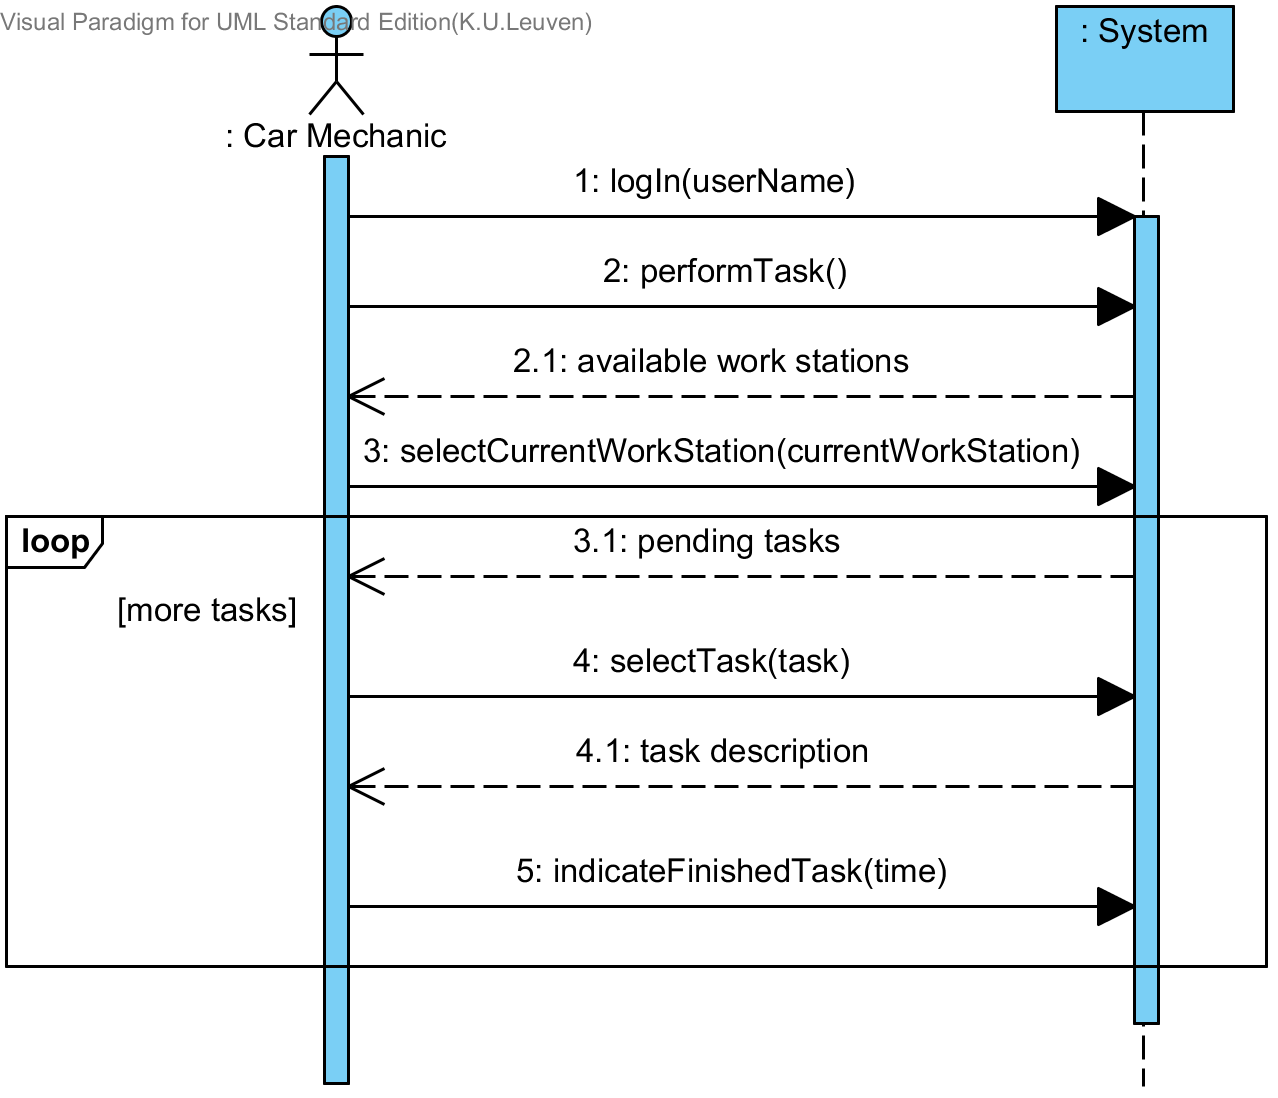 Visual Paradigm for UML Standard Edition(K.U.Leuven)
: System
: Car Mechanic
1: logIn(userName)
2: performTask()
2.1: available work stations
3: selectCurrentWorkStation(currentWorkStation)
loop
3.1: pending tasks
[more tasks]
4: selectTask(task)
4.1: task description
5: indicateFinishedTask(time)